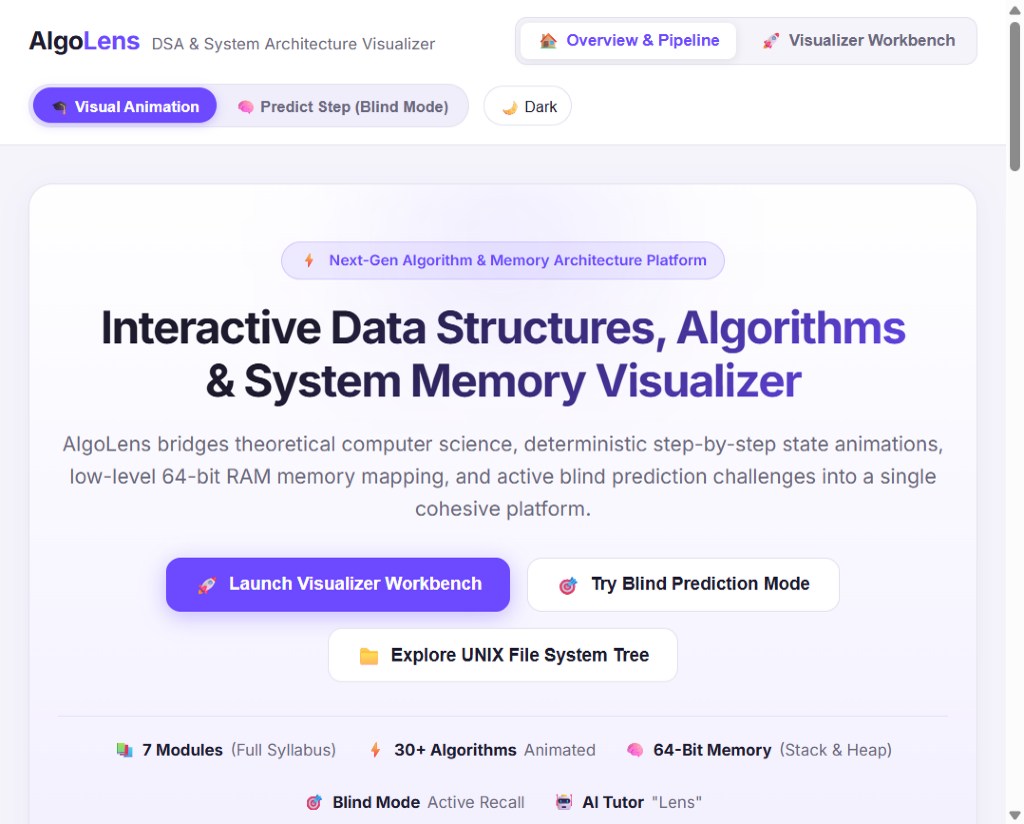 AlgoLens DSA & System Architecture Visualizer
Overview & Pipeline
Visualizer Workbench
Visual Animation
Predict Step (Blind Mode)
Dark
Next-Gen Algorithm & Memory Architecture Platform
Interactive Data Structures, Algorithms
& System Memory Visualizer
AlgoLens bridges theoretical computer science, deterministic step-by-step state animations,
low-level 64-bit RAM memory mapping, and active blind prediction challenges into a single
cohesive platform.
Launch Visualizer Workbench
Try Blind Prediction Mode
Explore UNIX File System Tree
7 Modules (Full Syllabus)
30+ Algorithms Animated
64-Bit Memory (Stack & Heap)
Blind Mode Active Recall
AI Tutor "Lens"